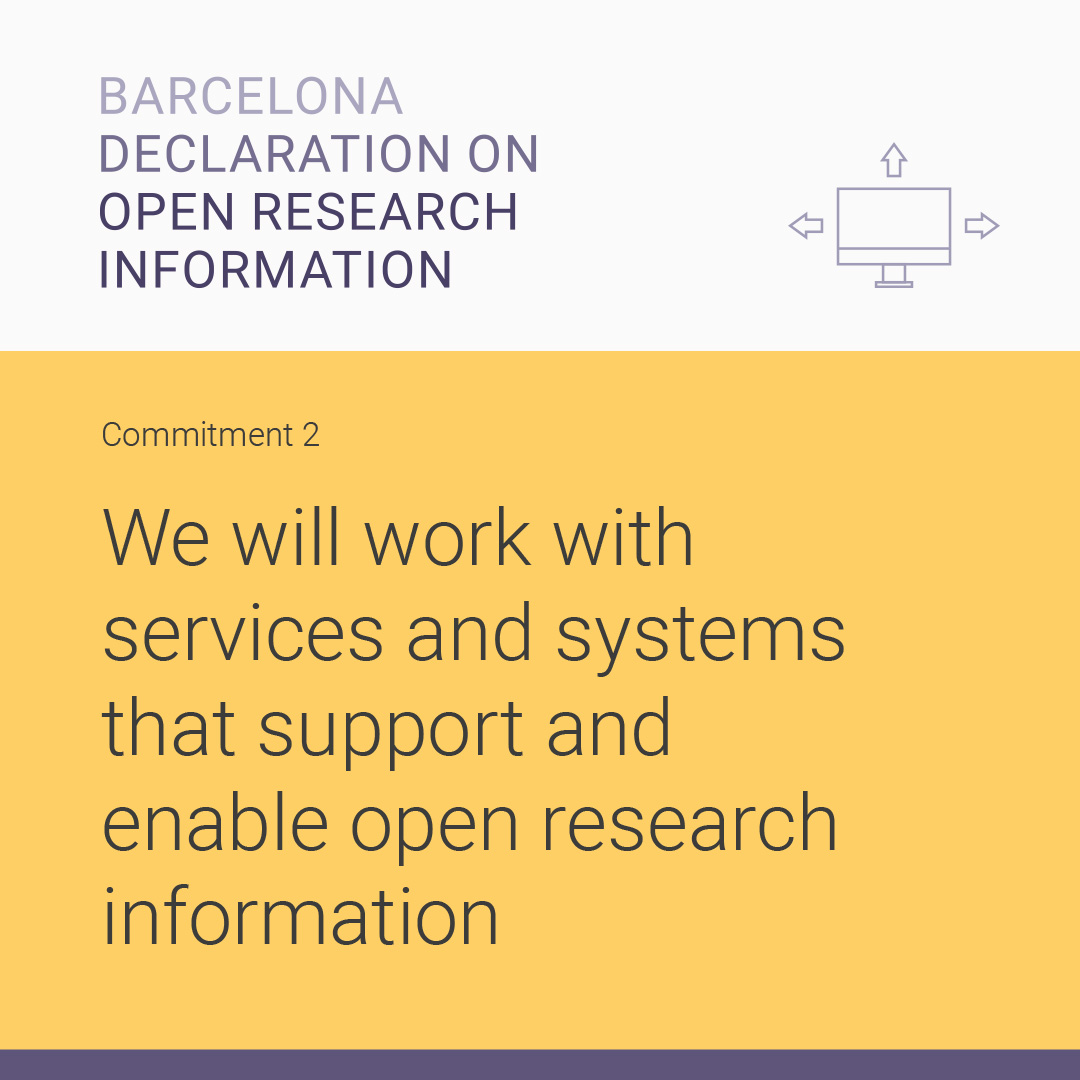 BARCELONA
DECLARATION ON
OPEN RESEARCH
INFORMATION
Commitment 2
We will work with
services and systems
that support and
enable open research
information